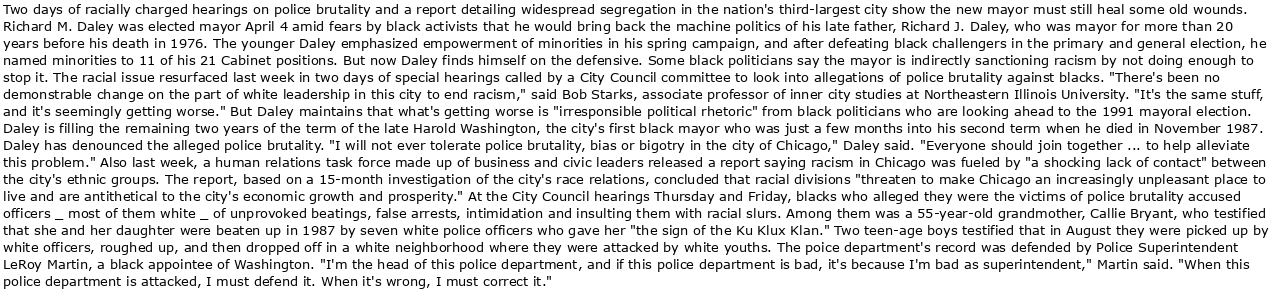 Two days of racially charged hearings on police brutality and a report detailing widespread segregation in the nation's third-largest city show the new mayor must still heal some old wounds.
Richard M. Daley was elected mayor April 4 amid fears by black activists that he would bring back the machine politics of his late father, Richard J. Daley, who was mayor for more than 20
years before his death in 1976. The younger Daley emphasized empowerment of minorities in his spring campaign, and after defeating black challengers in the primary and general election, he
named minorities to 11 of his 21 Cabinet positions. But now Daley finds himself on the defensive. Some black politicians say the mayor is indirectly sanctioning racism by not doing enough to
stop it. The racial issue resurfaced last week in two days of special hearings called by a City Council committee to look into allegations of police brutality against blacks. "There's been no
demonstrable change on the part of white leadership in this city to end racism," said Bob Starks, associate professor of inner city studies at Northeastern Illinois University. "It's the same stuff,
and it's seemingly getting worse." But Daley maintains that what's getting worse is "irresponsible political rhetoric" from black politicians who are looking ahead to the 1991 mayoral election.
Daley is filling the remaining two years of the term of the late Harold Washington, the city's first black mayor who was just a few months into his second term when he died in November 1987.
Daley has denounced the alleged police brutality. "I will not ever tolerate police brutality, bias or bigotry in the city of Chicago," Daley said. "Everyone should join together ... to help alleviate
this problem." Also last week, a human relations task force made up of business and civic leaders released a report saying racism in Chicago was fueled by "a shocking lack of contact" between
the city's ethnic groups. The report, based on a 15-month investigation of the city's race relations, concluded that racial divisions "threaten to make Chicago an increasingly unpleasant place to
live and are antithetical to the city's economic growth and prosperity." At the City Council hearings Thursday and Friday, blacks who alleged they were the victims of police brutality accused
officers _ most of them white _ of unprovoked beatings, false arrests, intimidation and insulting them with racial slurs. Among them was a 55-year-old grandmother, Callie Bryant, who testified
that she and her daughter were beaten up in 1987 by seven white police officers who gave her "the sign of the Ku Klux Klan." Two teen-age boys testified that in August they were picked up by
white officers, roughed up, and then dropped off in a white neighborhood where they were attacked by white youths. The poice department's record was defended by Police Superintendent
LeRoy Martin, a black appointee of Washington. "I'm the head of this police department, and if this police department is bad, it's because I'm bad as superintendent," Martin said. "When this
police department is attacked, I must defend it. When it's wrong, I must correct it."